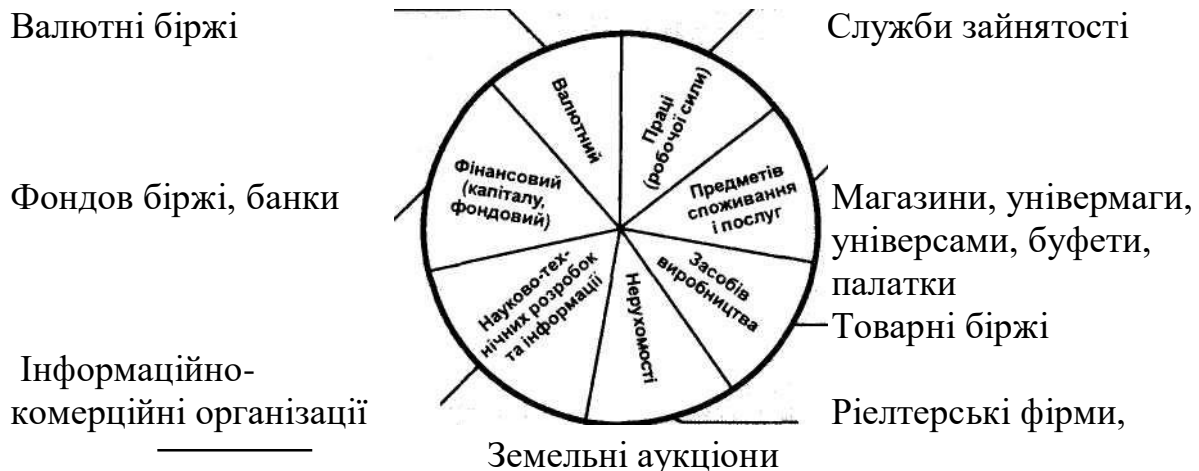 Валютні біржі
Служби зайнятості
Валютний
Праці
(робочої сили)
Фінансовий
(капіталу,
фондовий)
Предметів
споживання
і послуг
Фондов біржі, банки
Магазини, універмаги,
універсами, буфети,
палатки
Науково-тех-
нічних розробок
та інформації
Нерухомості
Засобів
виробництва
Товарні біржі
Інформаційно-
комерційні організації
Ріелтерські фірми,
Земельні аукціони